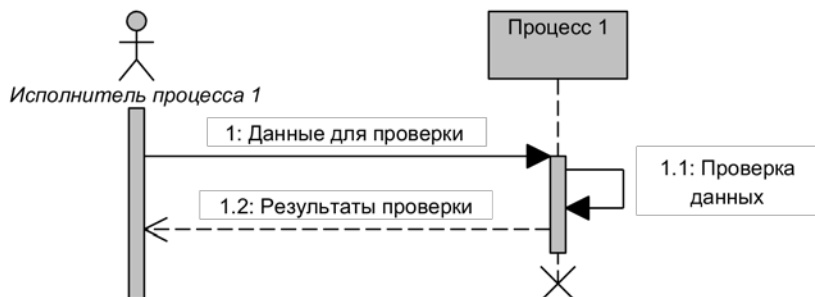 Процесс 1
Исполнитель процесса 1
1: Данные для проверки
1.1: Проверка
данных
1.2: Результаты проверки